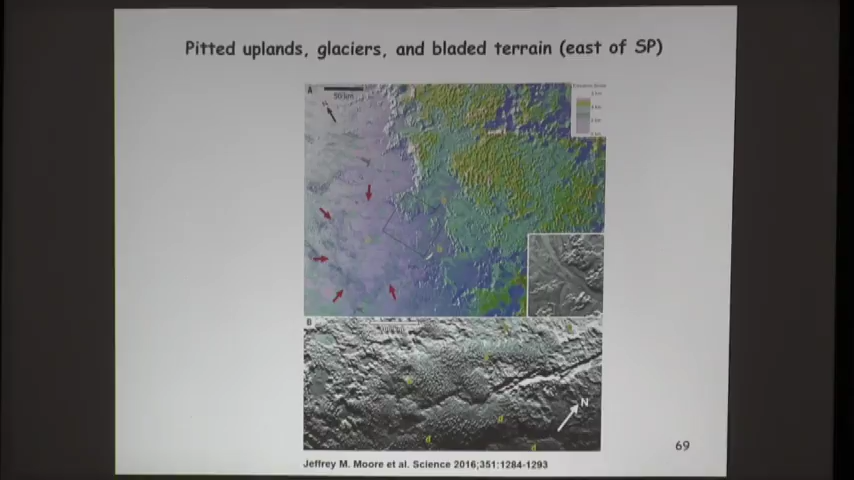 Pitted uplands, glaciers, and bladed terrain (east of SP)
A
50 km
B
N
d
d
d
69
Jeffrey M. Moore et al. Science 2016;351:1284-1293